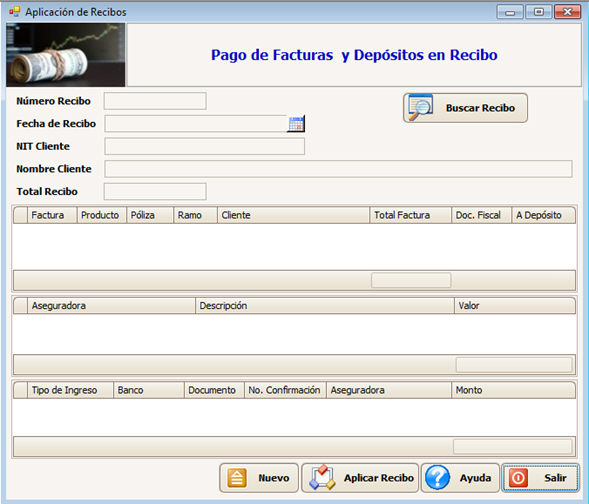 Aplicación de Recibos
Pago de Facturas y Depósitos en Recibo
Número Recibo
Buscar Recibo
Fecha de Recibo
NIT Cliente
Nombre Cliente
Total Recibo
Factura Producto Póliza Ramo Cliente Total Factura Doc. Fiscal A Depósito
Aseguradora Descripción Valor
Tipo de Ingreso Banco Documento No. Confirmación Aseguradora Monto
Nuevo Aplicar Recibo Ayuda Salir